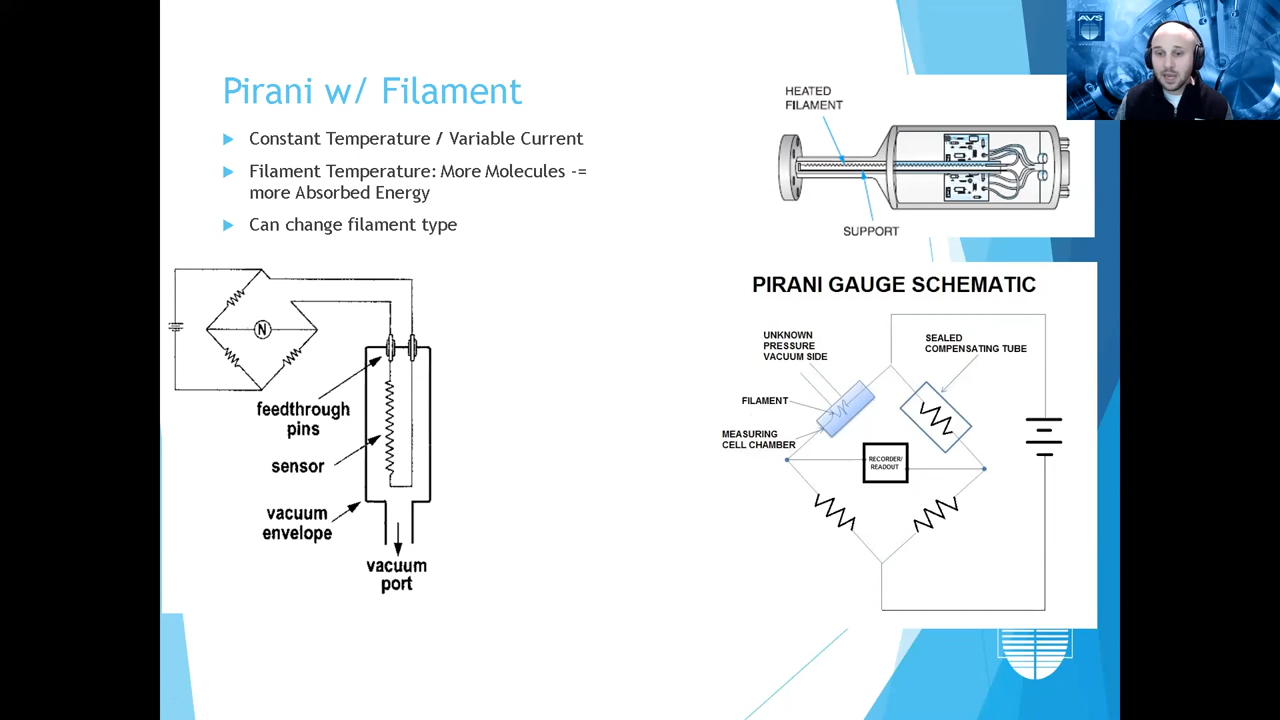 AVS
Pirani w/ Filament
Constant Temperature / Variable Current
Filament Temperature: More Molecules -=
more Absorbed Energy
Can change filament type
HEATED
FILAMENT
SUPPORT
N
feedthrough
pins
sensor
vacuum
envelope
vacuum
port
PIRANI GAUGE SCHEMATIC
UNKNOWN
PRESSURE
VACUUM SIDE
SEALED
COMPENSATING TUBE
FILAMENT
MEASURING
CELL CHAMBER
RECORDER/
READOUT